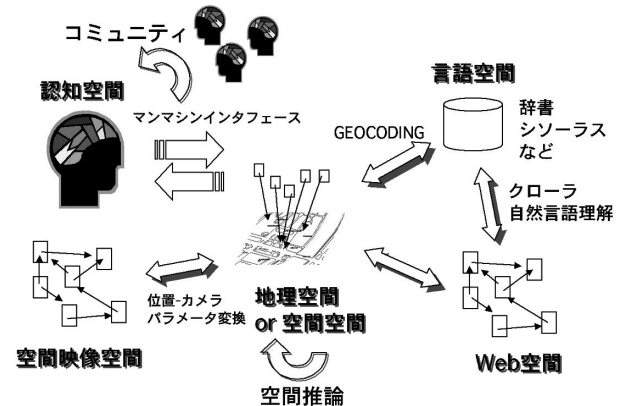 コミュニティ
認知空間
マンマシンインタフェース
言語空間
GEOCODING
辞書
シソーラス
など
クローラ
自然言語理解
位置-カメラ
パラメータ変換
地理空間
or 空間空間
空間映像空間
Web空間
空間推論